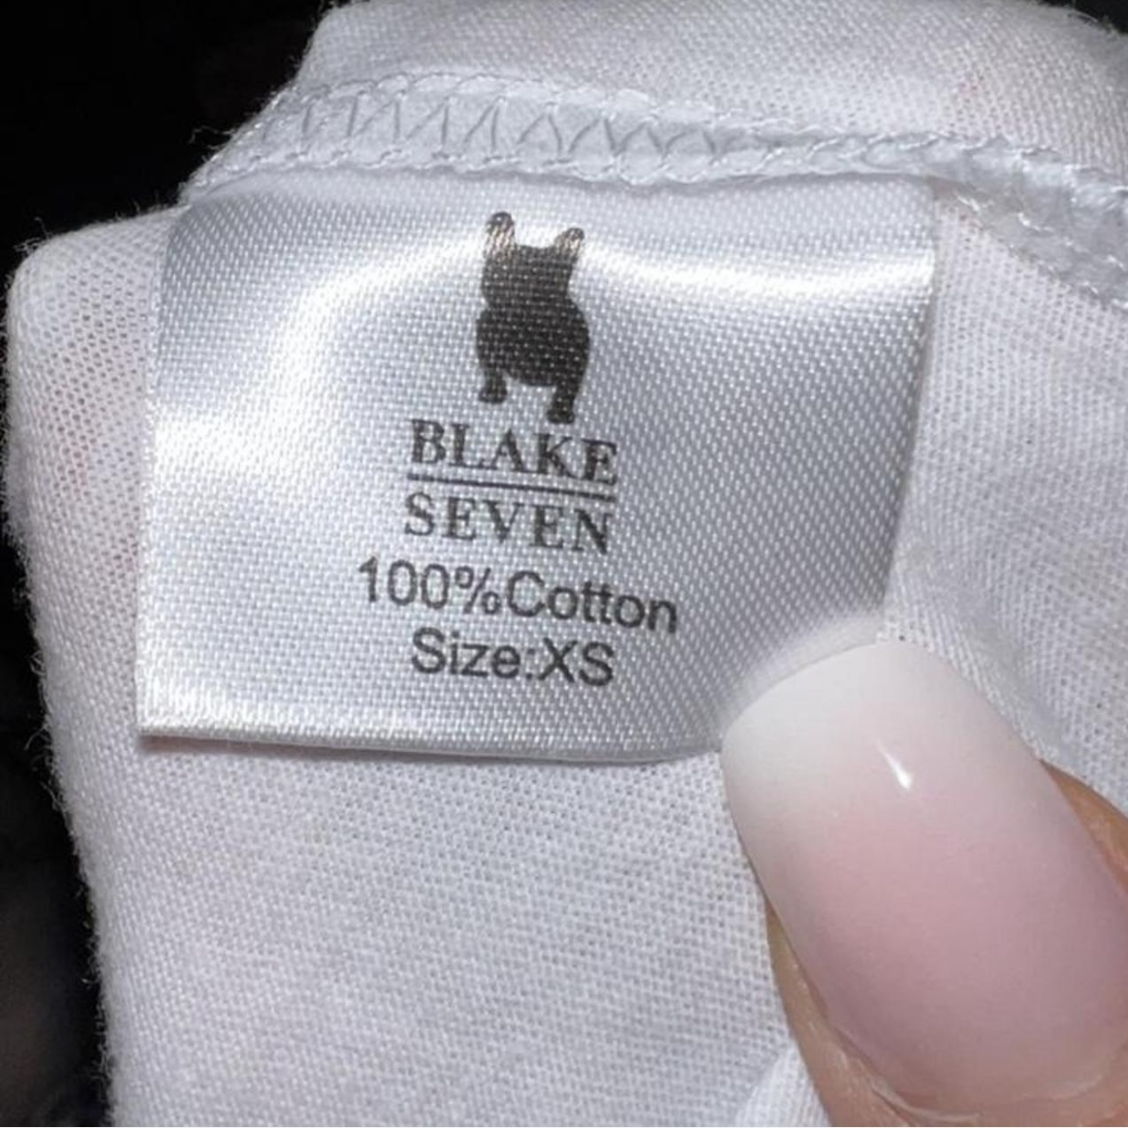 BLAKE
SEVEN
100%Cotton
Size:XS